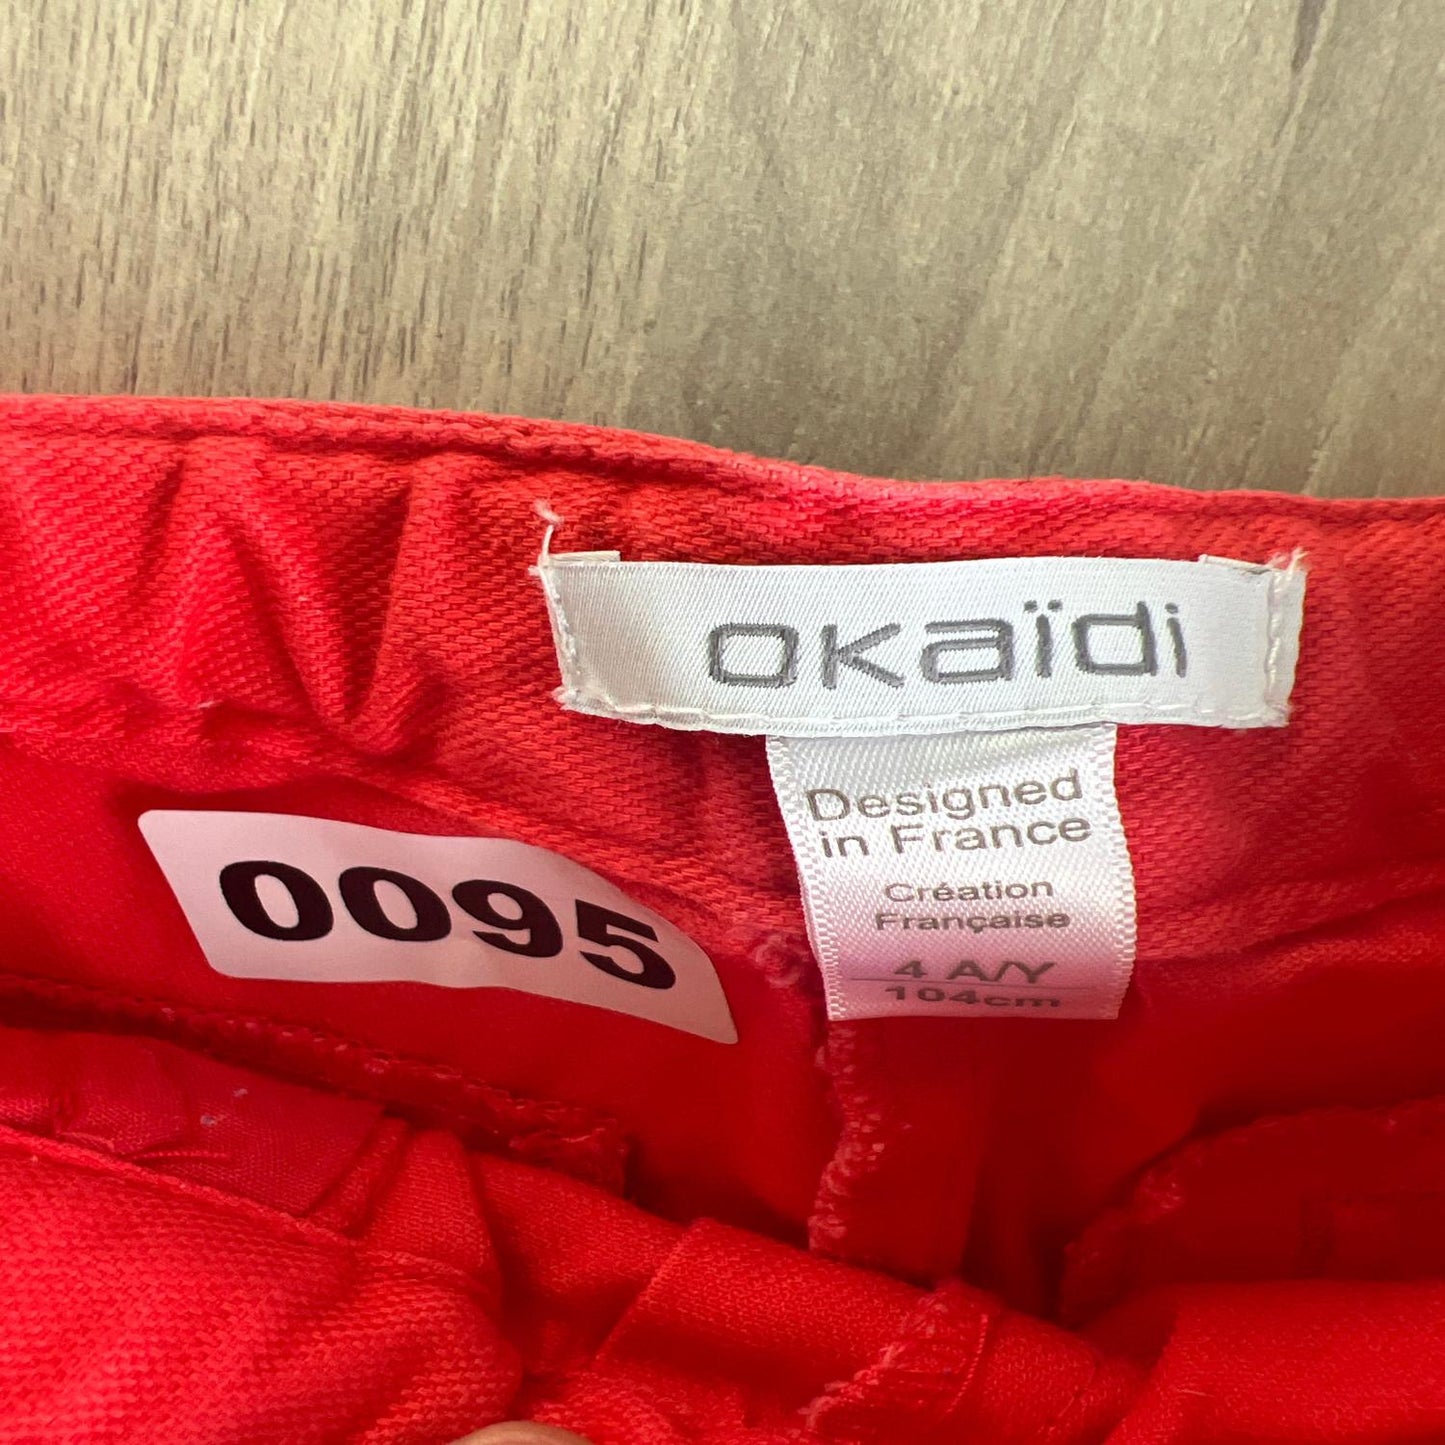 okaïdi
Designed
in France
Création
Française
4 A/Y
104cm
0095